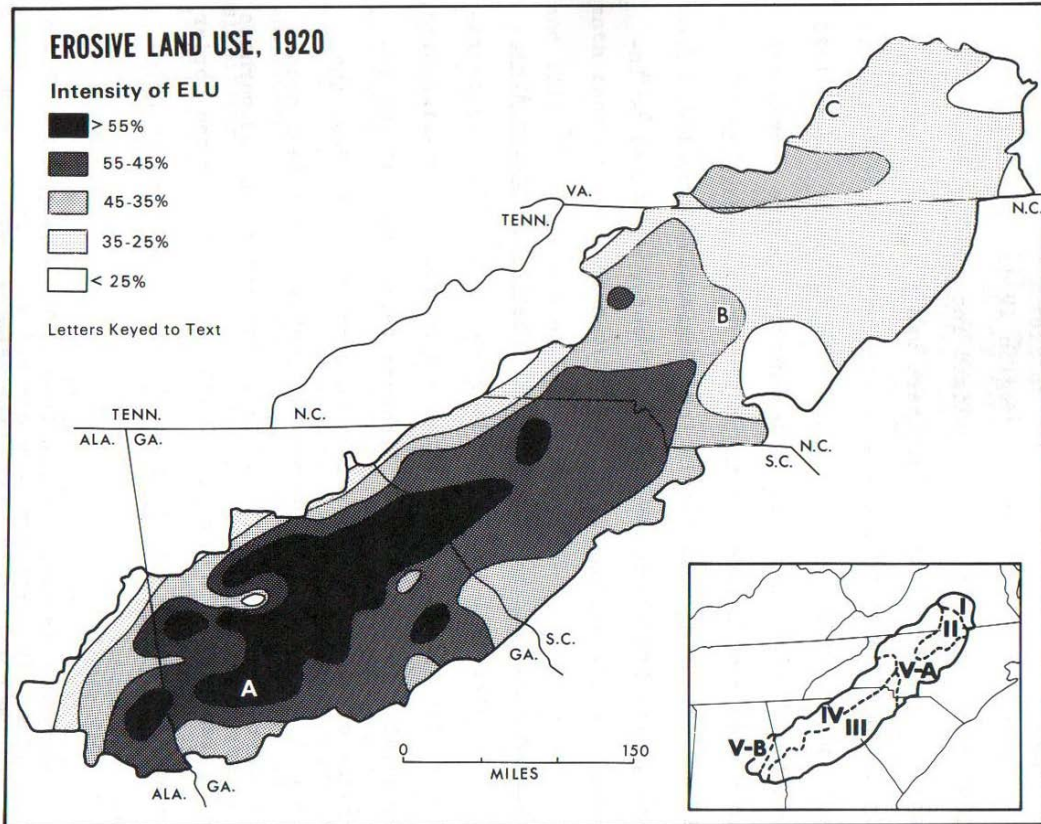 EROSIVE LAND USE, 1920
Intensity of ELU
> 55%
55-45%
45-35%
35-25%
< 25%
Letters Keyed to Text
C
VA.
TENN.
N.C.
B
TENN.
N.C.
ALA.
GA.
N.C.
S.C.
A
S.C.
GA.
ALA.
GA.
0
150
MILES
I
II
V-A
IV
III
V-B